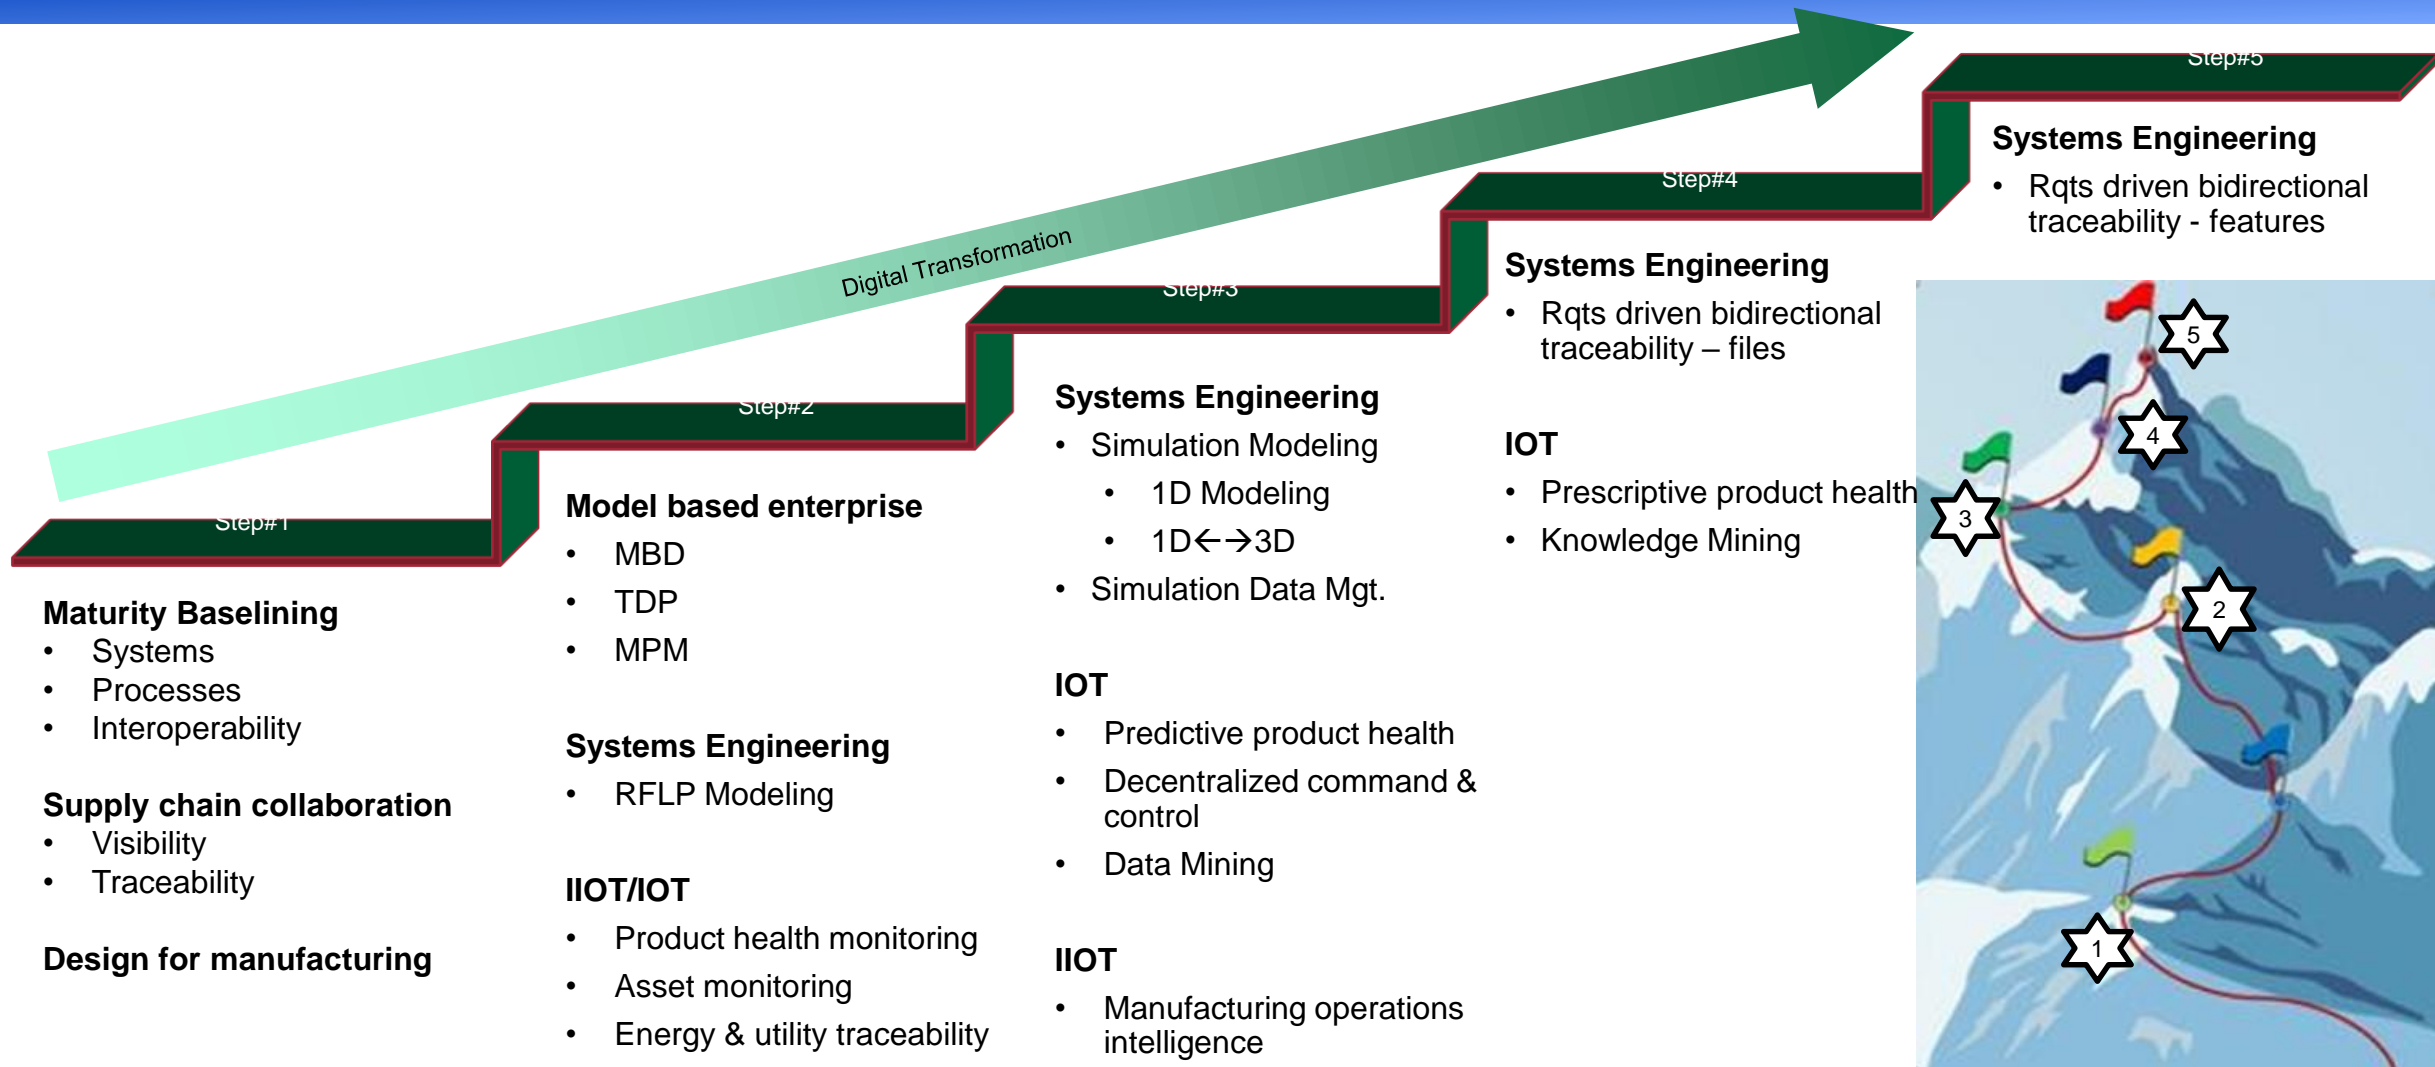 Digital Transformation
Step#1
Maturity Baselining
• Systems
• Processes
• Interoperability
Supply chain collaboration
• Visibility
• Traceability
Design for manufacturing
Step#2
Model based enterprise
• MBD
• TDP
• MPM
Systems Engineering
• RFLP Modeling
IIOT/IOT
• Product health monitoring
• Asset monitoring
• Energy & utility traceability
Step#3
Systems Engineering
• Simulation Modeling
• 1D Modeling
• 1D←→3D
• Simulation Data Mgt.
IOT
• Predictive product health
• Decentralized command &
control
• Data Mining
IIOT
• Manufacturing operations
intelligence
Step#4
Systems Engineering
• Rqts driven bidirectional
traceability – files
IOT
• Prescriptive product health
• Knowledge Mining
Step#5
Systems Engineering
• Rqts driven bidirectional
traceability - features
5
4
3
2
1